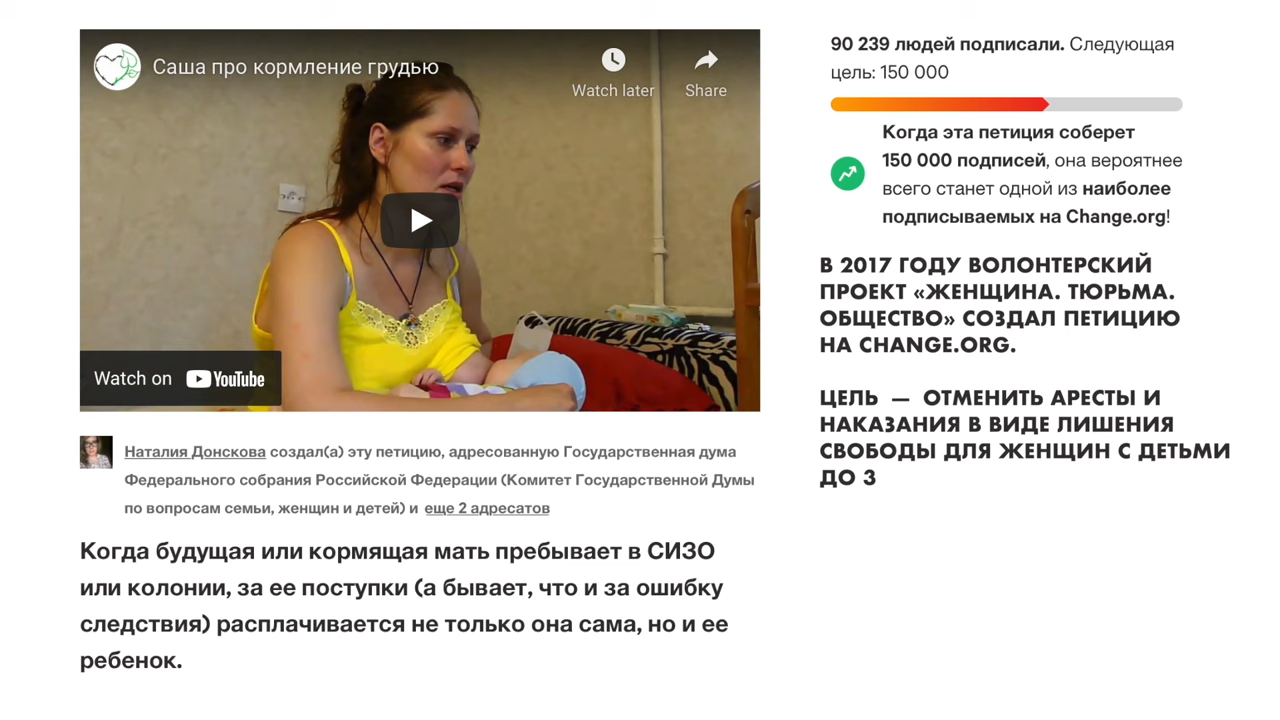 Саша про кормление грудью
Watch later
Share
Watch on YouTube
Наталия Донскова создал(а) эту петицию, адресованную Государственная дума
Федерального собрания Российской Федерации (Комитет Государственной Думы
по вопросам семьи, женщин и детей) и еще 2 адресатов
Когда будущая или кормящая мать пребывает в СИЗО
или колонии, за ее поступки (а бывает, что и за ошибку
следствия) расплачивается не только она сама, но и ее
ребенок.
90 239 людей подписали. Следующая
цель: 150 000
Когда эта петиция соберет
150 000 подписей, она вероятнее
всего станет одной из наиболее
подписываемых на Change.org!
В 2017 ГОДУ ВОЛОНТЕРСКИЙ
ПРОЕКТ «ЖЕНЩИНА. ТЮРЬМА.
ОБЩЕСТВО» СОЗДАЛ ПЕТИЦИЮ
НА CHANGE.ORG.
ЦЕЛЬ — ОТМЕНИТЬ АРЕСТЫ И
НАКАЗАНИЯ В ВИДЕ ЛИШЕНИЯ
СВОБОДЫ ДЛЯ ЖЕНЩИН С ДЕТЬМИ
ДО 3